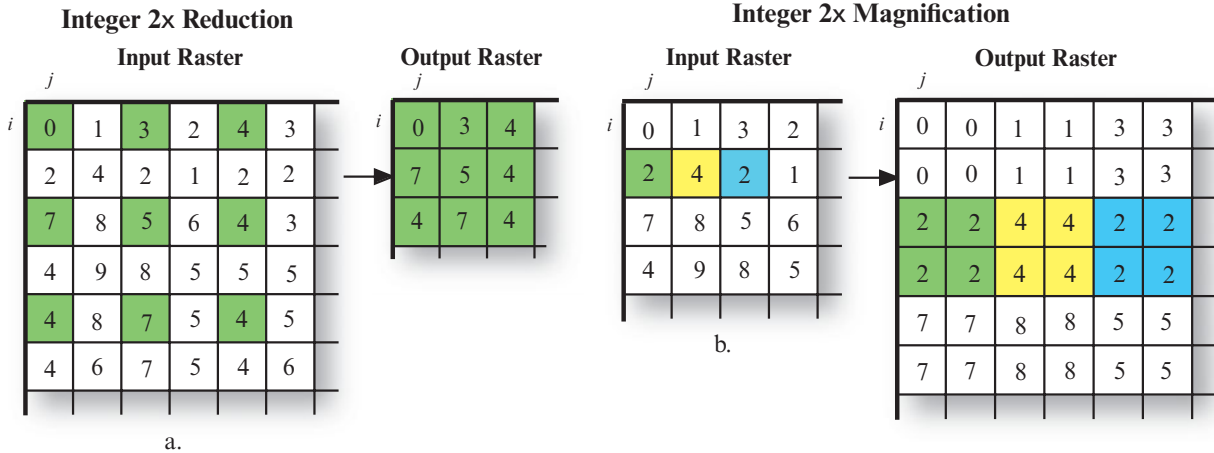 Integer 2x Reduction
Input Raster
j
i
0 1 3 2 4 3
2 4 2 1 2 2
7 8 5 6 4 3
4 9 8 5 5 5
4 8 7 5 4 5
4 6 7 5 4 6
a.
Output Raster
j
i
0 3 4
7 5 4
4 7 4
Integer 2x Magnification
Input Raster
j
i
0 1 3 2
2 4 2 1
7 8 5 6
4 9 8 5
b.
Output Raster
j
i
0 0 1 1 3 3
0 0 1 1 3 3
2 2 4 4 2 2
2 2 4 4 2 2
7 7 8 8 5 5
7 7 8 8 5 5